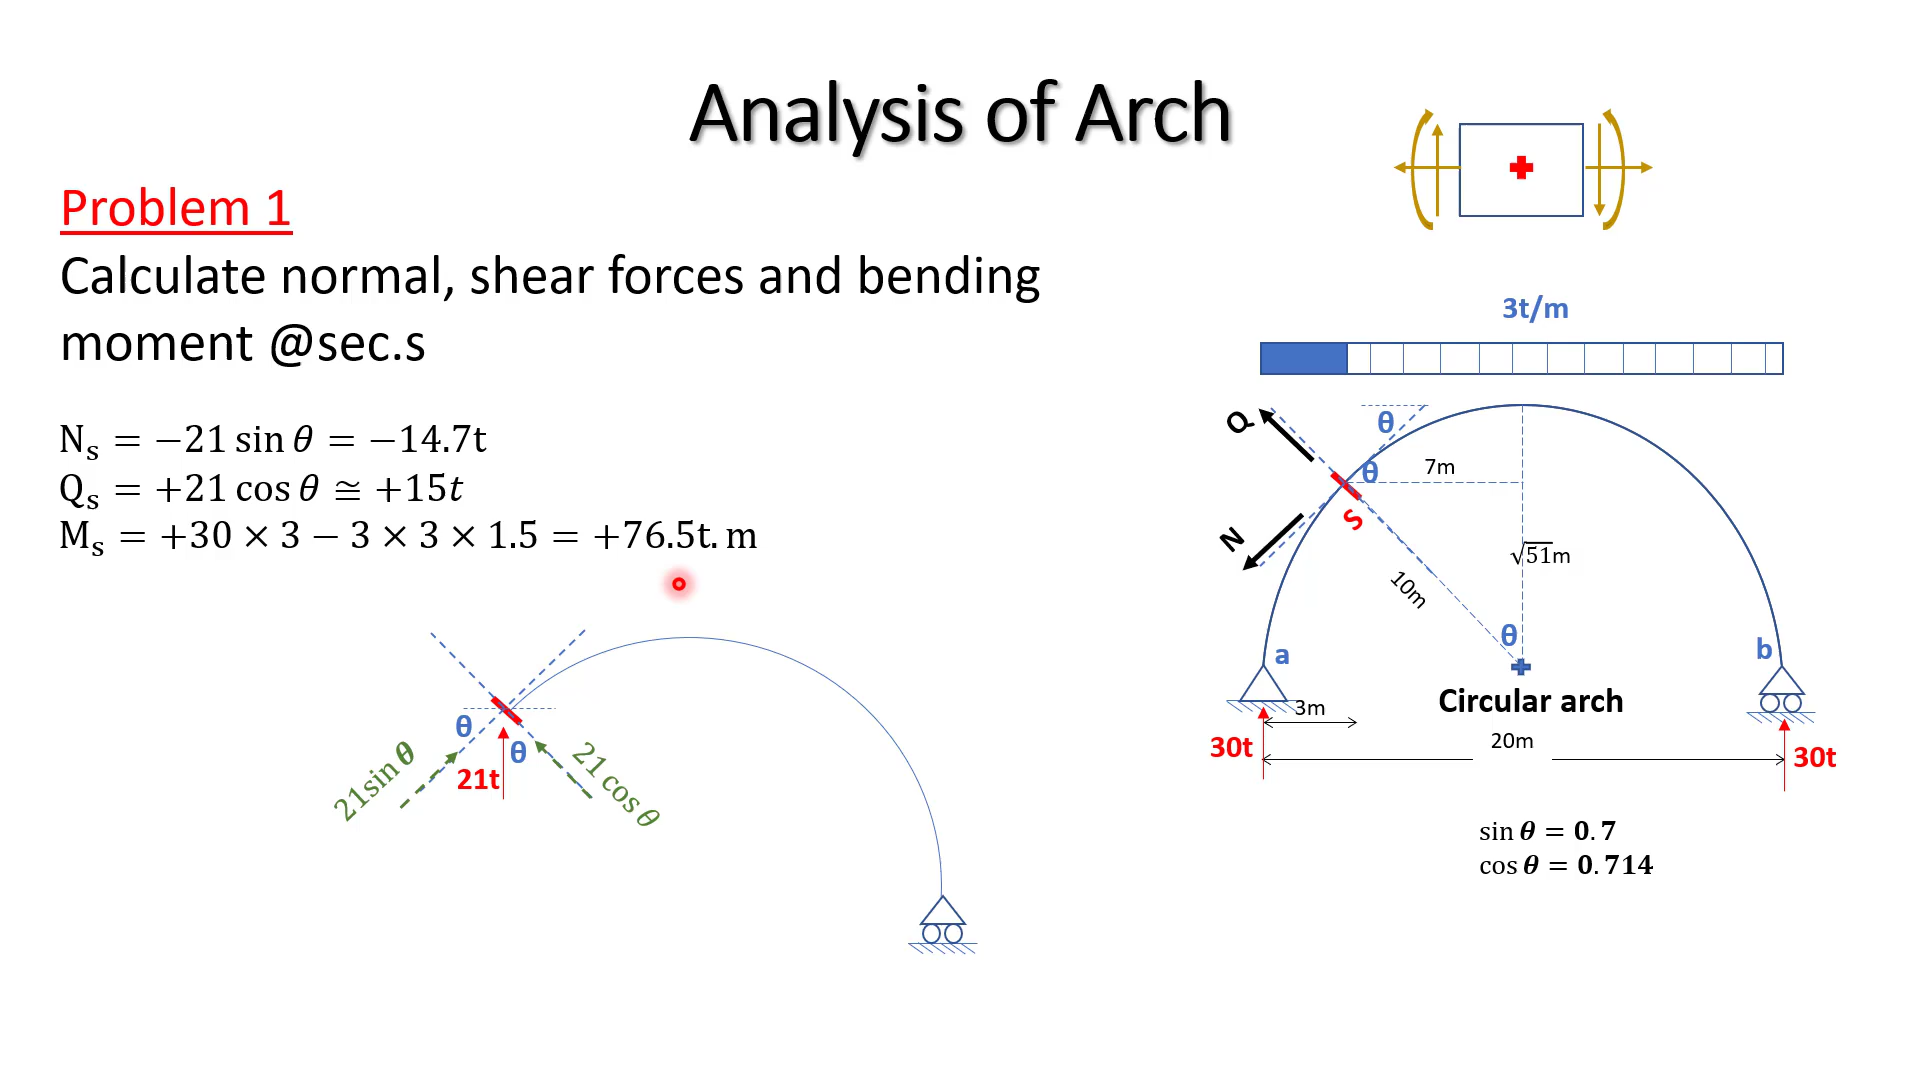 Analysis of Arch
Problem 1
Calculate normal, shear forces and bending
moment @sec.s
Nₛ = −21 sin θ = −14.7t
Qₛ = +21 cos θ ≅ +15t
Mₛ = +30 × 3 − 3 × 3 × 1.5 = +76.5t. m
θ
θ
21t
21sin θ
21 cos θ
3t/m
Q
θ
θ
7m
S
N
√51m
10m
θ
a
b
Circular arch
3m
20m
30t
30t
sin θ = 0.7
cos θ = 0.714